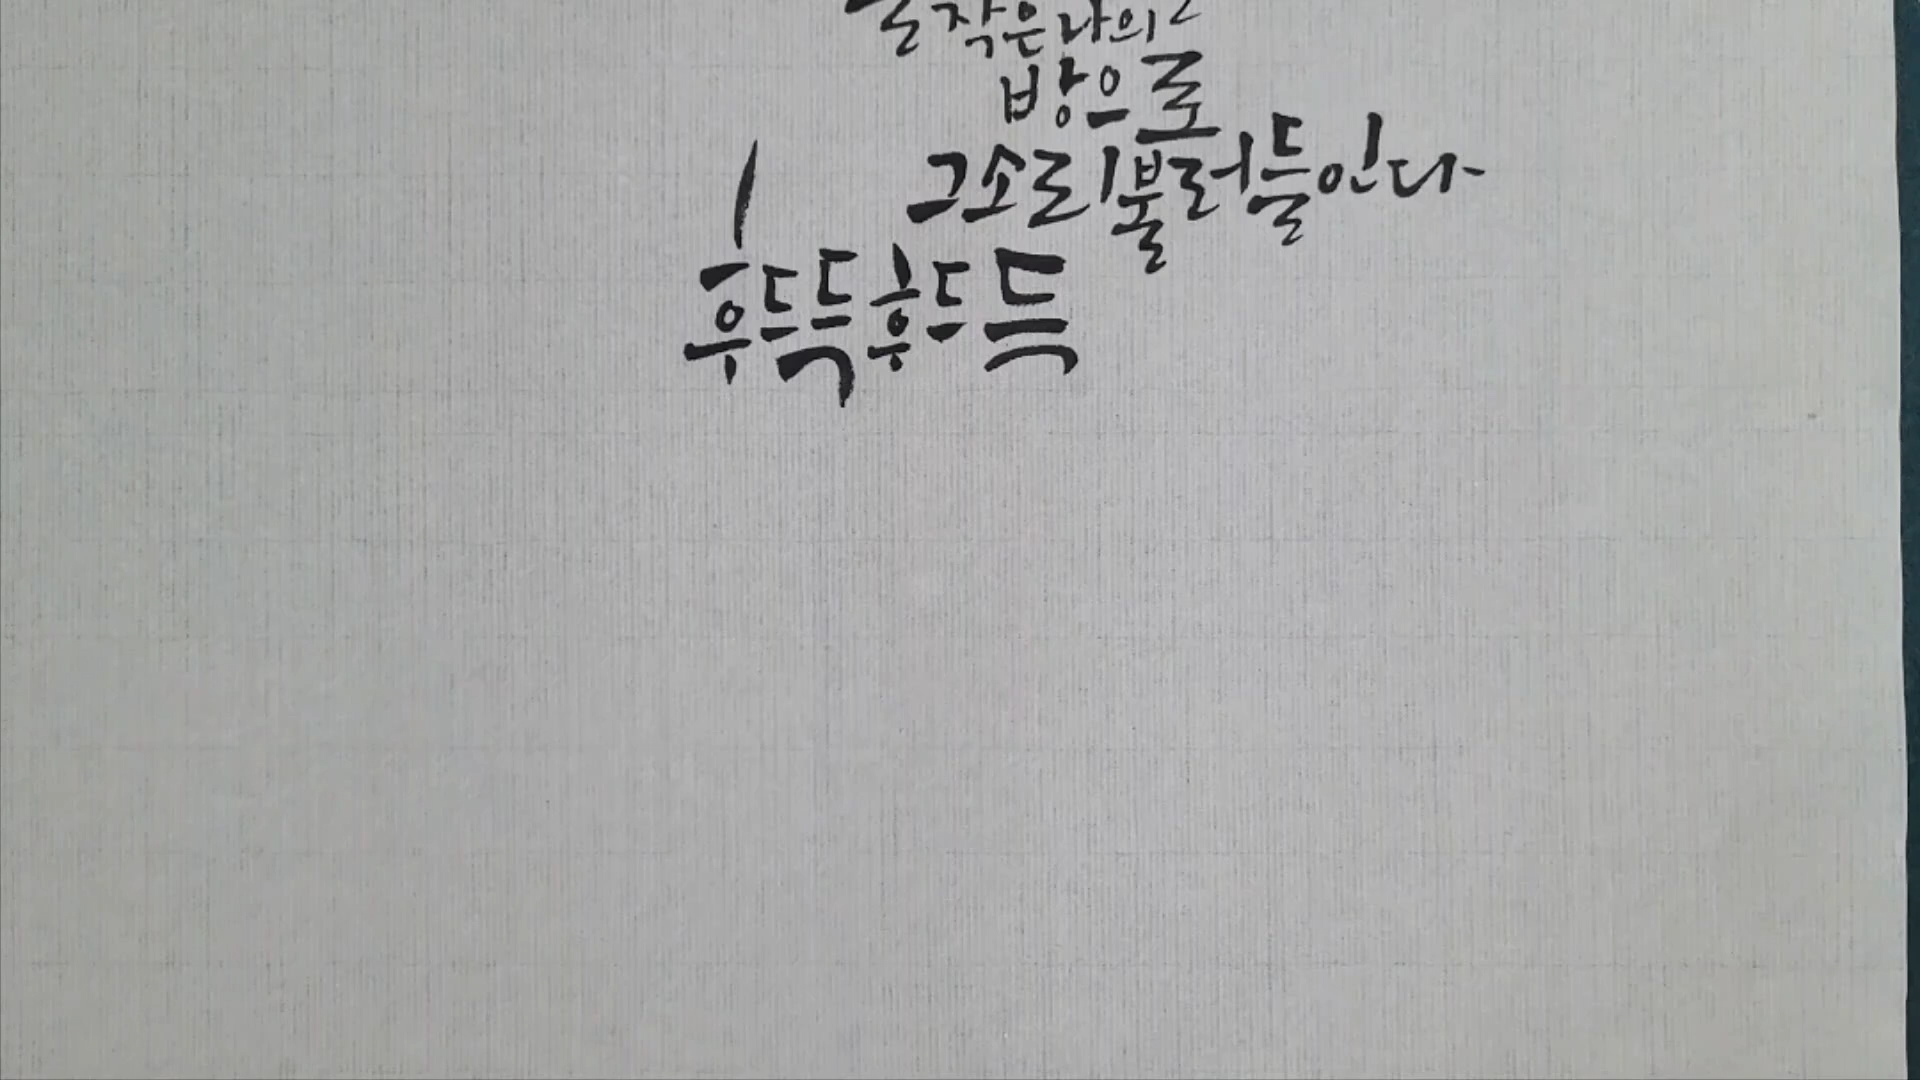 작은 나의
방으로
그 소리 불러들인다
후드득 후드득